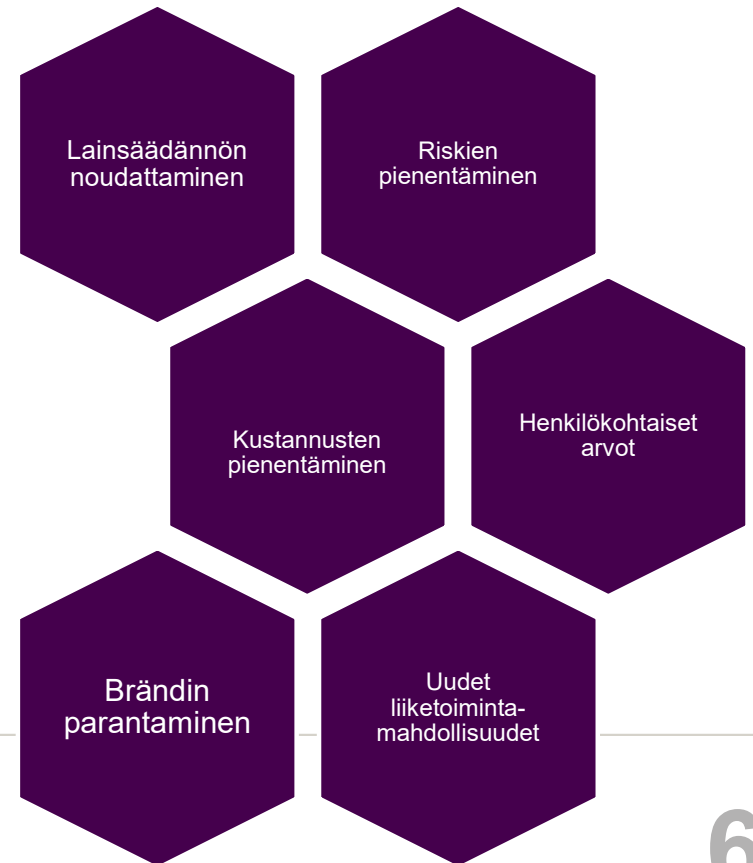 Lainsäädännön
noudattaminen
Riskien
pienentäminen
Kustannusten
pienentäminen
Henkilökohtaiset
arvot
Brändin
parantaminen
Uudet
liiketoiminta-
mahdollisuudet
6